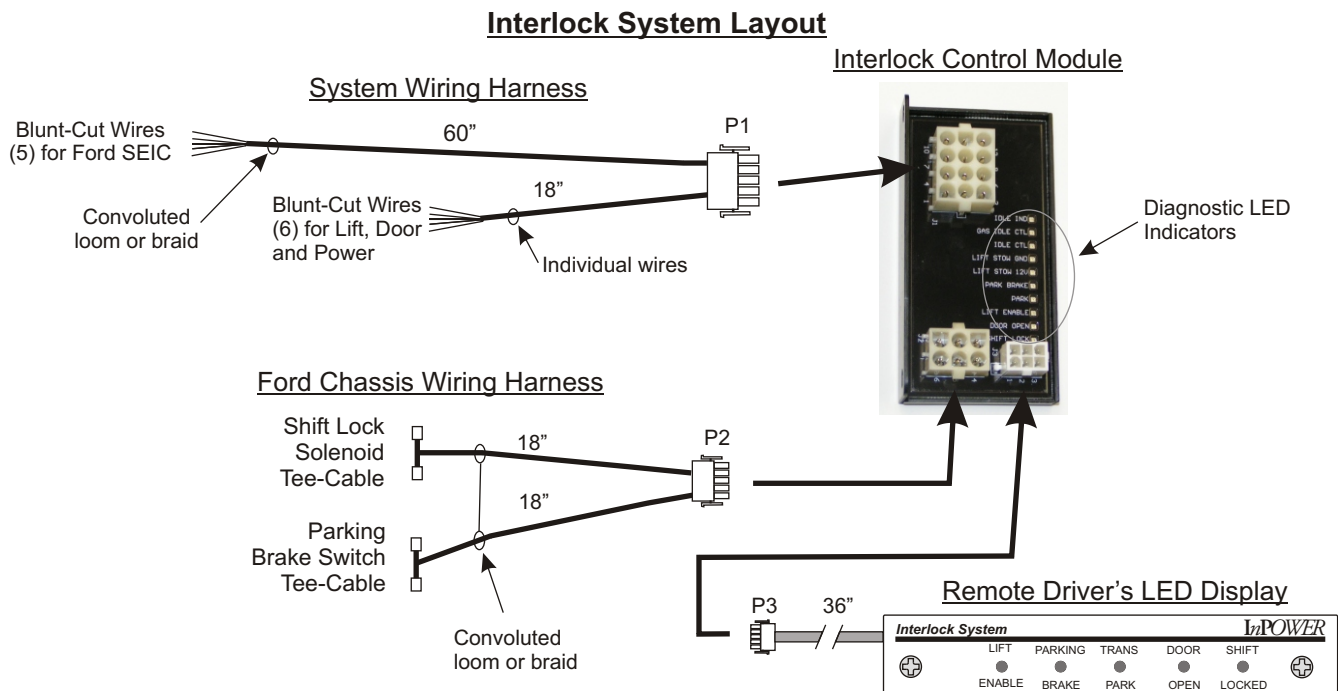 Interlock System Layout
Interlock Control Module
System Wiring Harness
Blunt-Cut Wires
(5) for Ford SEIC
60”
P1
18”
Convoluted
loom or braid
Blunt-Cut Wires
(6) for Lift, Door
and Power
Individual wires
Diagnostic LED
Indicators
J1
IDLE IND
GAS IDLE CTL
IDLE CTL
LIFT STOW GND
LIFT STOW 12V
PARK BRAKE
PARK
LIFT ENABLE
DOOR OPEN
SHIFT LOCK
Ford Chassis Wiring Harness
Shift Lock
Solenoid
Tee-Cable
18”
P2
18”
Parking
Brake Switch
Tee-Cable
Convoluted
loom or braid
P3
36”
Remote Driver’s LED Display
Interlock System
InPOWER
LIFT PARKING TRANS DOOR SHIFT
ENABLE BRAKE PARK OPEN LOCKED